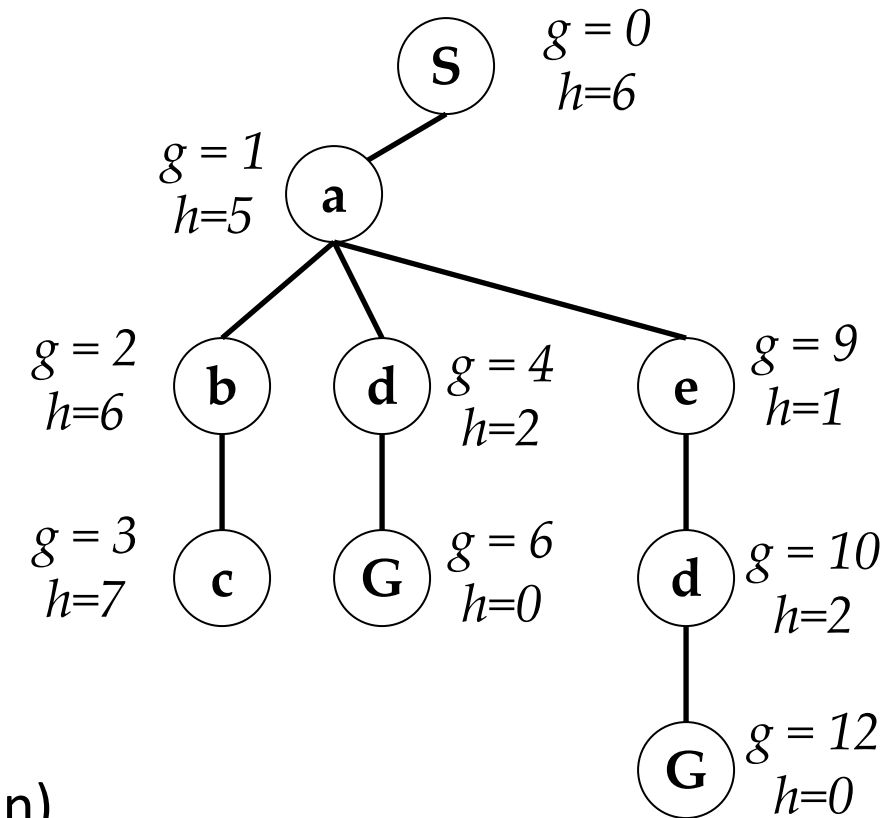 S
g = 0
h=6
g = 1
h=5
a
g = 2
h=6
b
d
g = 4
h=2
e
g = 9
h=1
g = 3
h=7
c
G
g = 6
h=0
d
g = 10
h=2
G
g = 12
h=0
n)